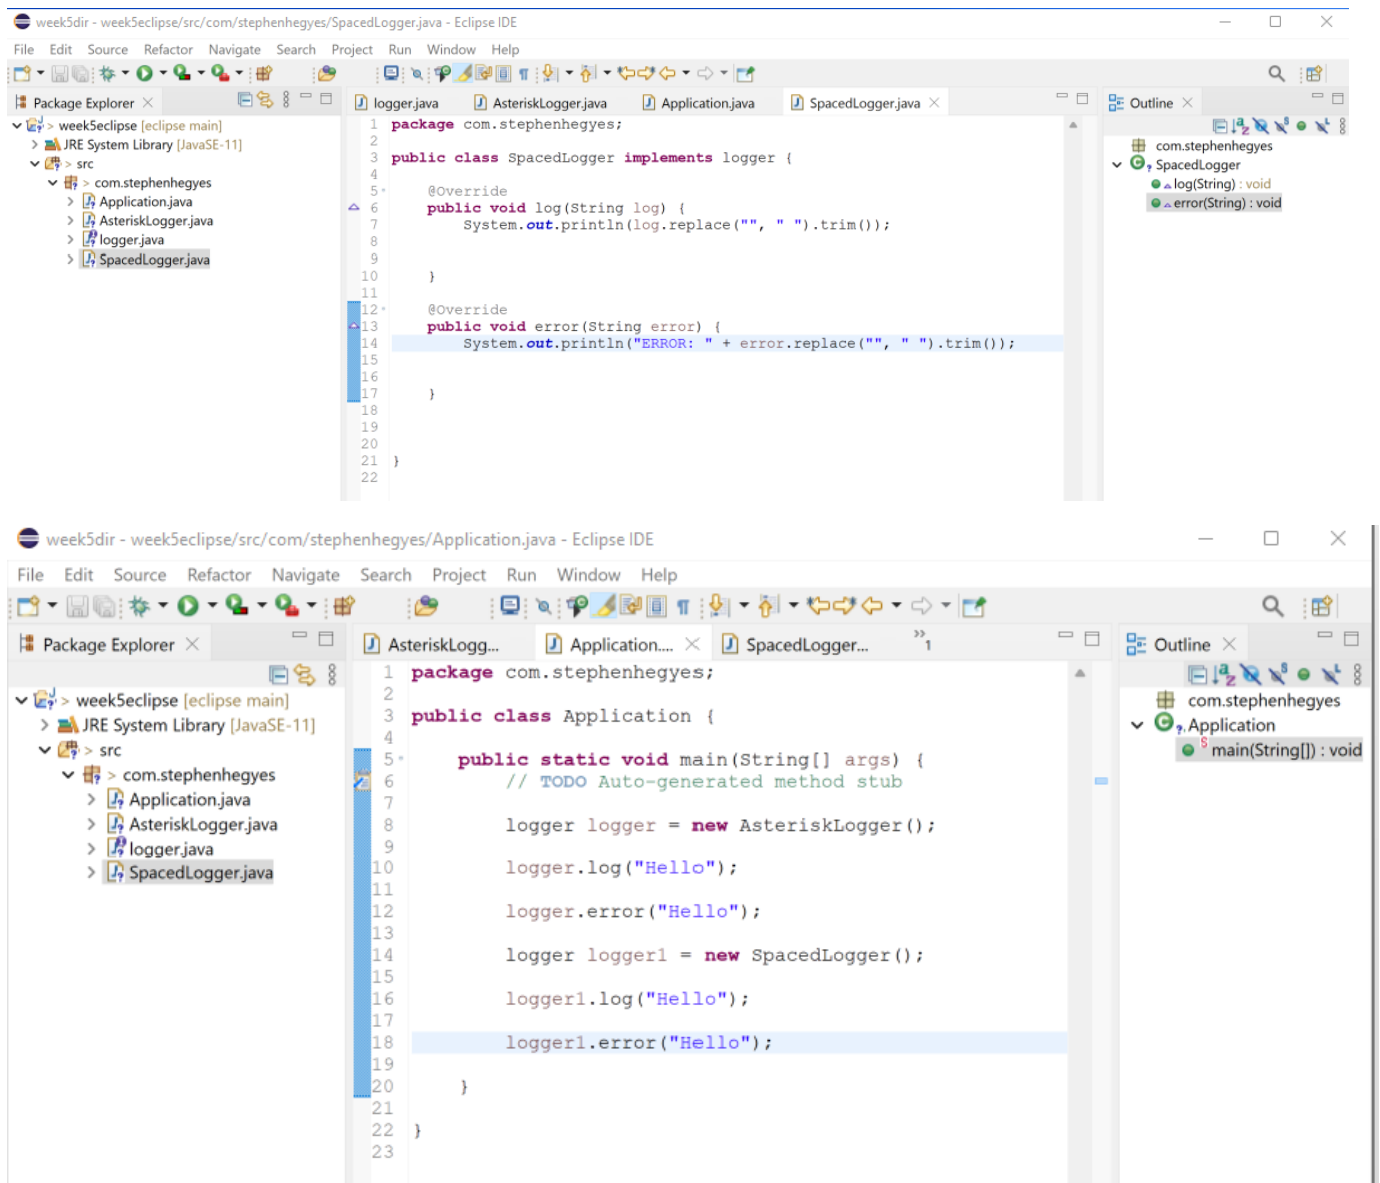 week5dir - week5eclipse/src/com/stephenhegyes/SpacedLogger.java - Eclipse IDE
File Edit Source Refactor Navigate Search Project Run Window Help
Package Explorer
week5eclipse [eclipse main]
JRE System Library [JavaSE-11]
src
com.stephenhegyes
Application.java
AsteriskLogger.java
logger.java
SpacedLogger.java
logger.java AsteriskLogger.java Application.java SpacedLogger.java
1 package com.stephenhegyes;
2
3 public class SpacedLogger implements logger {
4
5 @Override
6 public void log(String log) {
7 System.out.println(log.replace("", " ").trim());
8
9
10 }
11
12 @Override
13 public void error(String error) {
14 System.out.println("ERROR: " + error.replace("", " ").trim());
15
16
17 }
18
19
20
21 }
22
Outline
com.stephenhegyes
SpacedLogger
log(String) : void
error(String) : void
week5dir - week5eclipse/src/com/stephenhegyes/Application.java - Eclipse IDE
File Edit Source Refactor Navigate Search Project Run Window Help
Package Explorer
> week5eclipse [eclipse main]
JRE System Library [JavaSE-11]
> src
> com.stephenhegyes
Application.java
AsteriskLogger.java
logger.java
SpacedLogger.java
AsteriskLogg... Application.... SpacedLogger... »1
1 package com.stephenhegyes;
2
3 public class Application {
4
5 public static void main(String[] args) {
6 // TODO Auto-generated method stub
7
8 logger logger = new AsteriskLogger();
9
10 logger.log("Hello");
11
12 logger.error("Hello");
13
14 logger logger1 = new SpacedLogger();
15
16 logger1.log("Hello");
17
18 logger1.error("Hello");
19
20 }
21
22 }
23
Outline
com.stephenhegyes
Application
main(String[]) : void